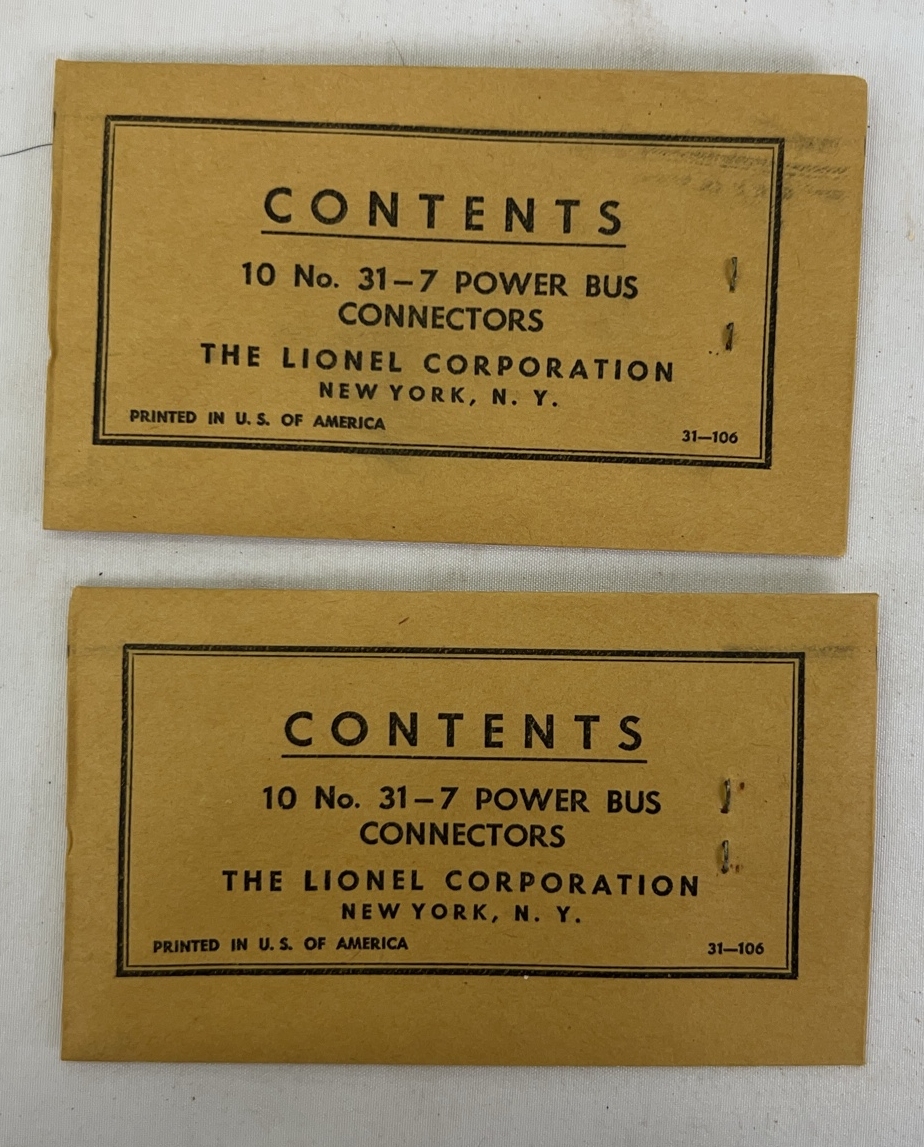 CONTENTS
10 No. 31–7 POWER BUS
CONNECTORS
THE LIONEL CORPORATION
NEW YORK, N. Y.
PRINTED IN U. S. OF AMERICA
31—106
CONTENTS
10 No. 31–7 POWER BUS
CONNECTORS
THE LIONEL CORPORATION
NEW YORK, N. Y.
PRINTED IN U. S. OF AMERICA
31—106